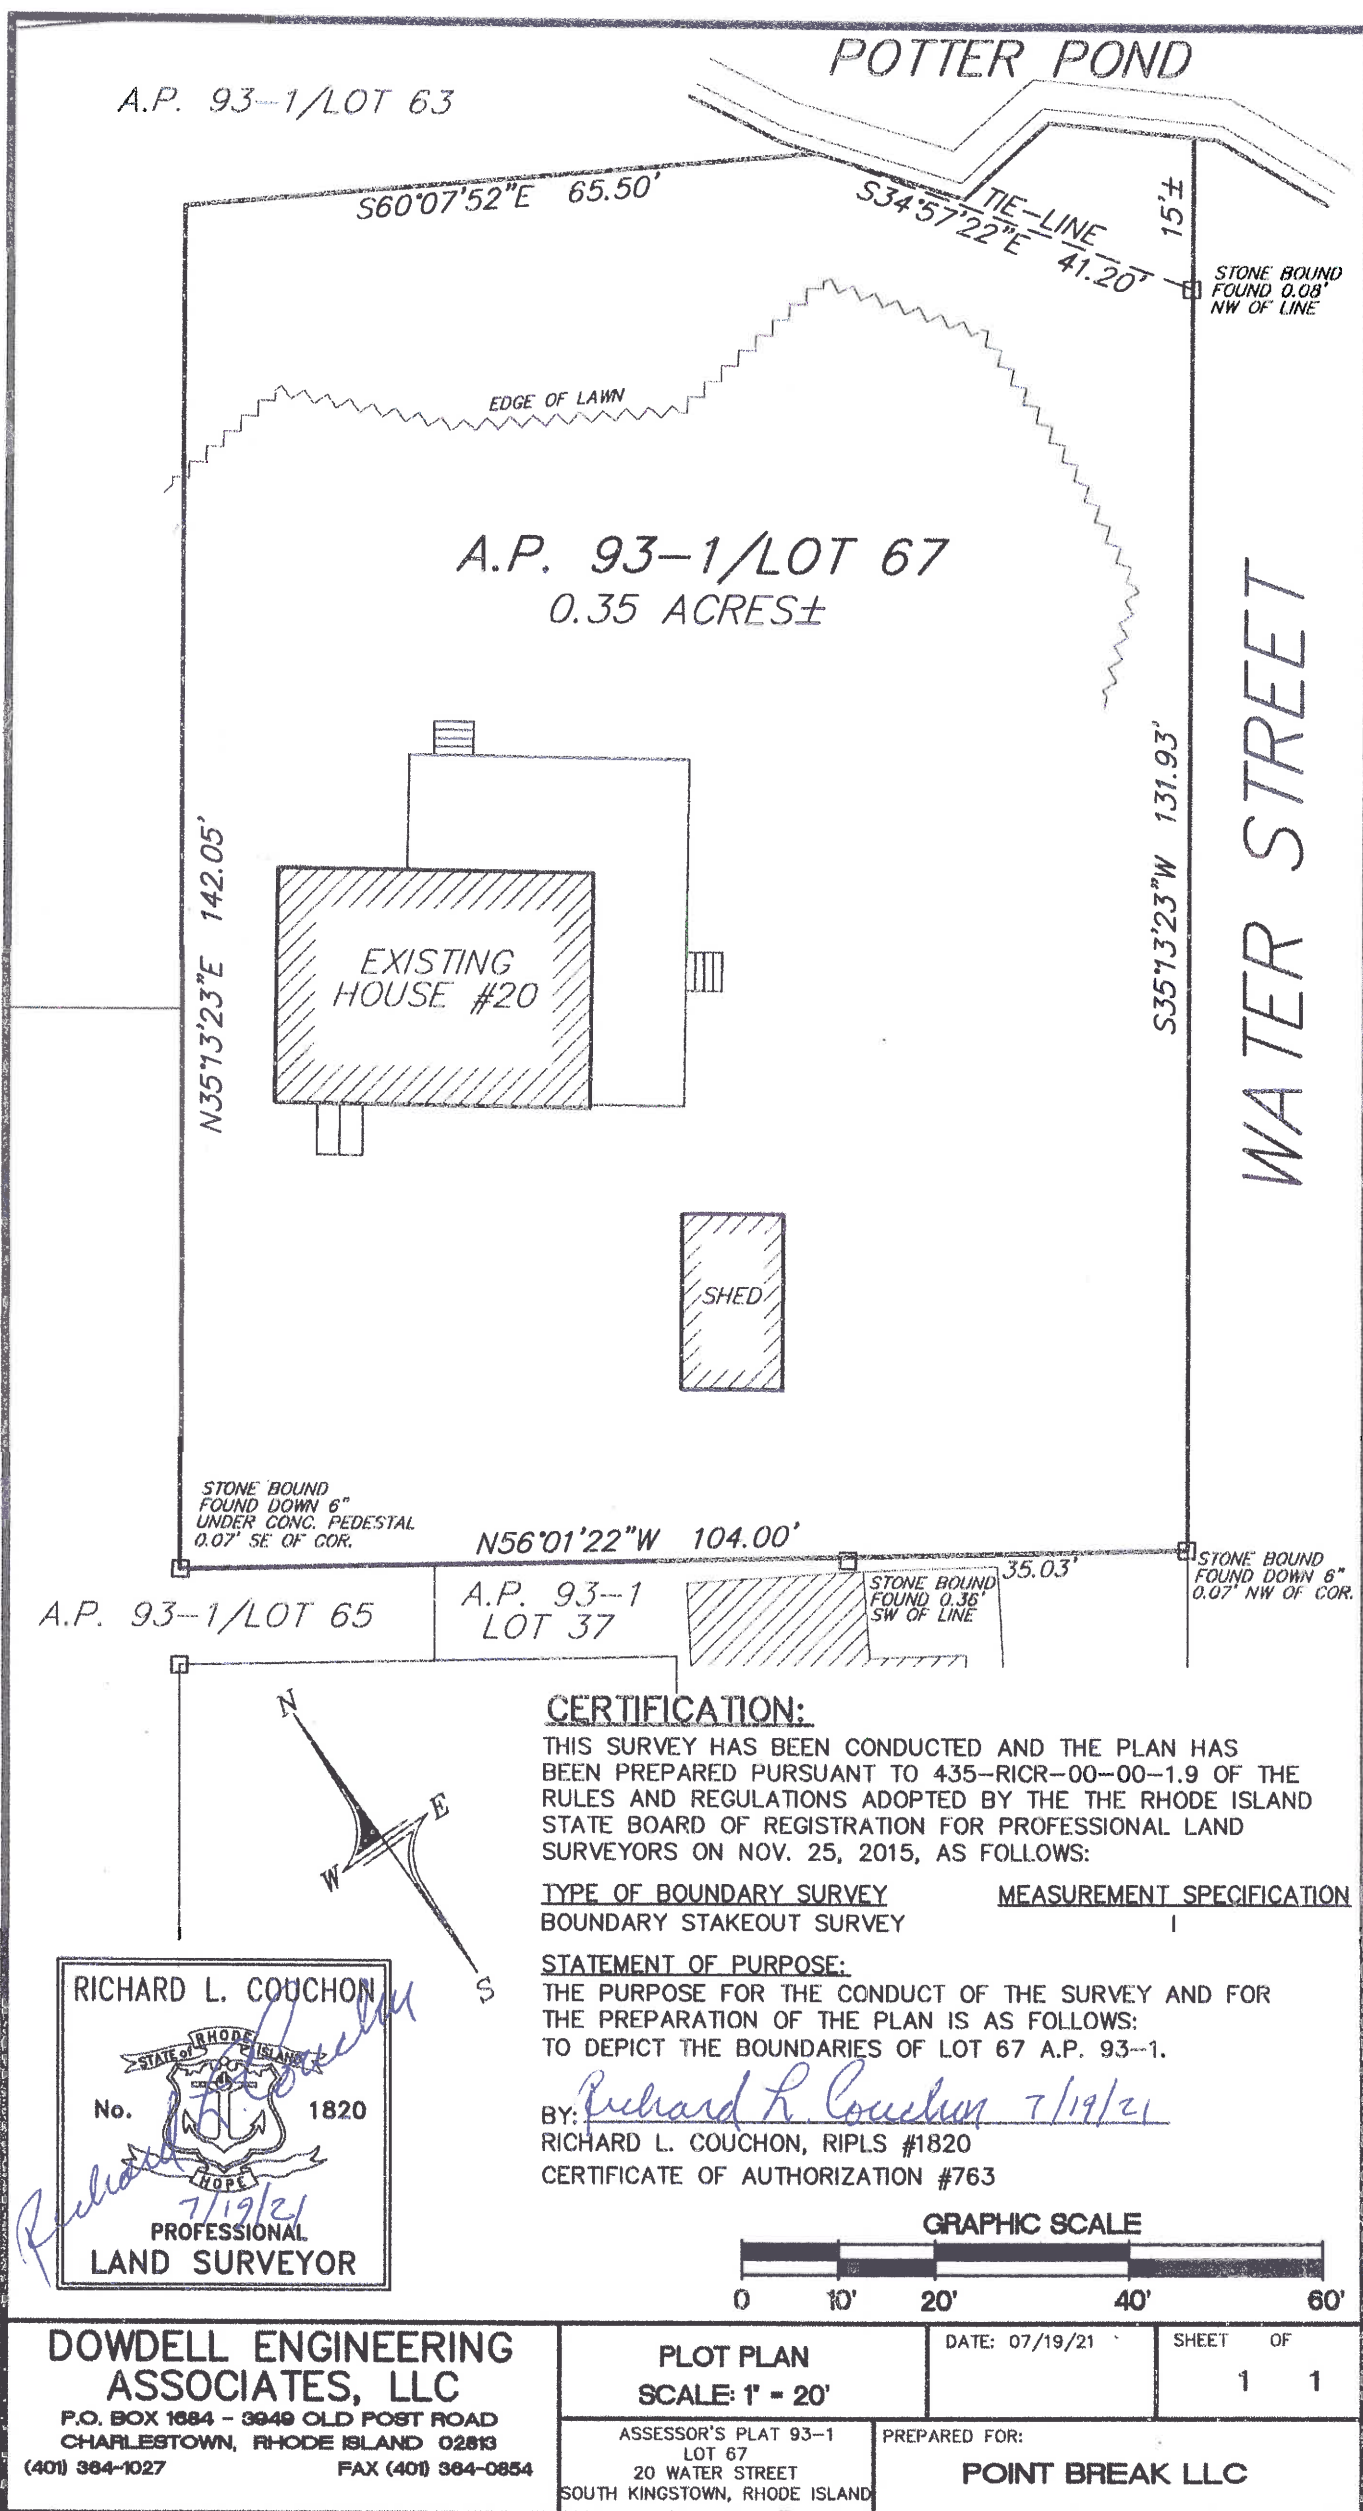 POTTER POND
A.P. 93-1/LOT 63
S60°07'52"E 65.50'
TIE-LINE
S34°57'22"E 41.20'
15'±
STONE BOUND
FOUND 0.08'
NW OF LINE
EDGE OF LAWN
A.P. 93-1/LOT 67
0.35 ACRES±
WATER STREET
N35°13'23"E 142.05'
S35°13'23"W 131.93'
EXISTING
HOUSE #20
SHED
STONE BOUND
FOUND DOWN 6"
UNDER CONC. PEDESTAL
0.07' SE OF COR.
N56°01'22"W 104.00'
35.03'
STONE BOUND
FOUND DOWN 6"
0.07' NW OF COR.
STONE BOUND
FOUND 0.36'
SW OF LINE
A.P. 93-1/LOT 65
A.P. 93-1
LOT 37
N
E
W
S
CERTIFICATION:
THIS SURVEY HAS BEEN CONDUCTED AND THE PLAN HAS
BEEN PREPARED PURSUANT TO 435-RICR-00-00-1.9 OF THE
RULES AND REGULATIONS ADOPTED BY THE THE RHODE ISLAND
STATE BOARD OF REGISTRATION FOR PROFESSIONAL LAND
SURVEYORS ON NOV. 25, 2015, AS FOLLOWS:
TYPE OF BOUNDARY SURVEY MEASUREMENT SPECIFICATION
BOUNDARY STAKEOUT SURVEY I
STATEMENT OF PURPOSE:
THE PURPOSE FOR THE CONDUCT OF THE SURVEY AND FOR
THE PREPARATION OF THE PLAN IS AS FOLLOWS:
TO DEPICT THE BOUNDARIES OF LOT 67 A.P. 93-1.
BY: Richard L. Couchon 7/19/21
RICHARD L. COUCHON, RIPLS #1820
CERTIFICATE OF AUTHORIZATION #763
RICHARD L. COUCHON
STATE of RHODE ISLAND
No. 1820
HOPE
Richard L. Couchon
7/19/21
PROFESSIONAL
LAND SURVEYOR
GRAPHIC SCALE
0 10' 20' 40' 60'
DOWDELL ENGINEERING
ASSOCIATES, LLC
P.O. BOX 1684 - 3949 OLD POST ROAD
CHARLESTOWN, RHODE ISLAND 02813
(401) 364-1027 FAX (401) 364-0854
PLOT PLAN
SCALE: 1" = 20'
DATE: 07/19/21
SHEET OF
1 1
ASSESSOR'S PLAT 93-1
LOT 67
20 WATER STREET
SOUTH KINGSTOWN, RHODE ISLAND
PREPARED FOR:
POINT BREAK LLC